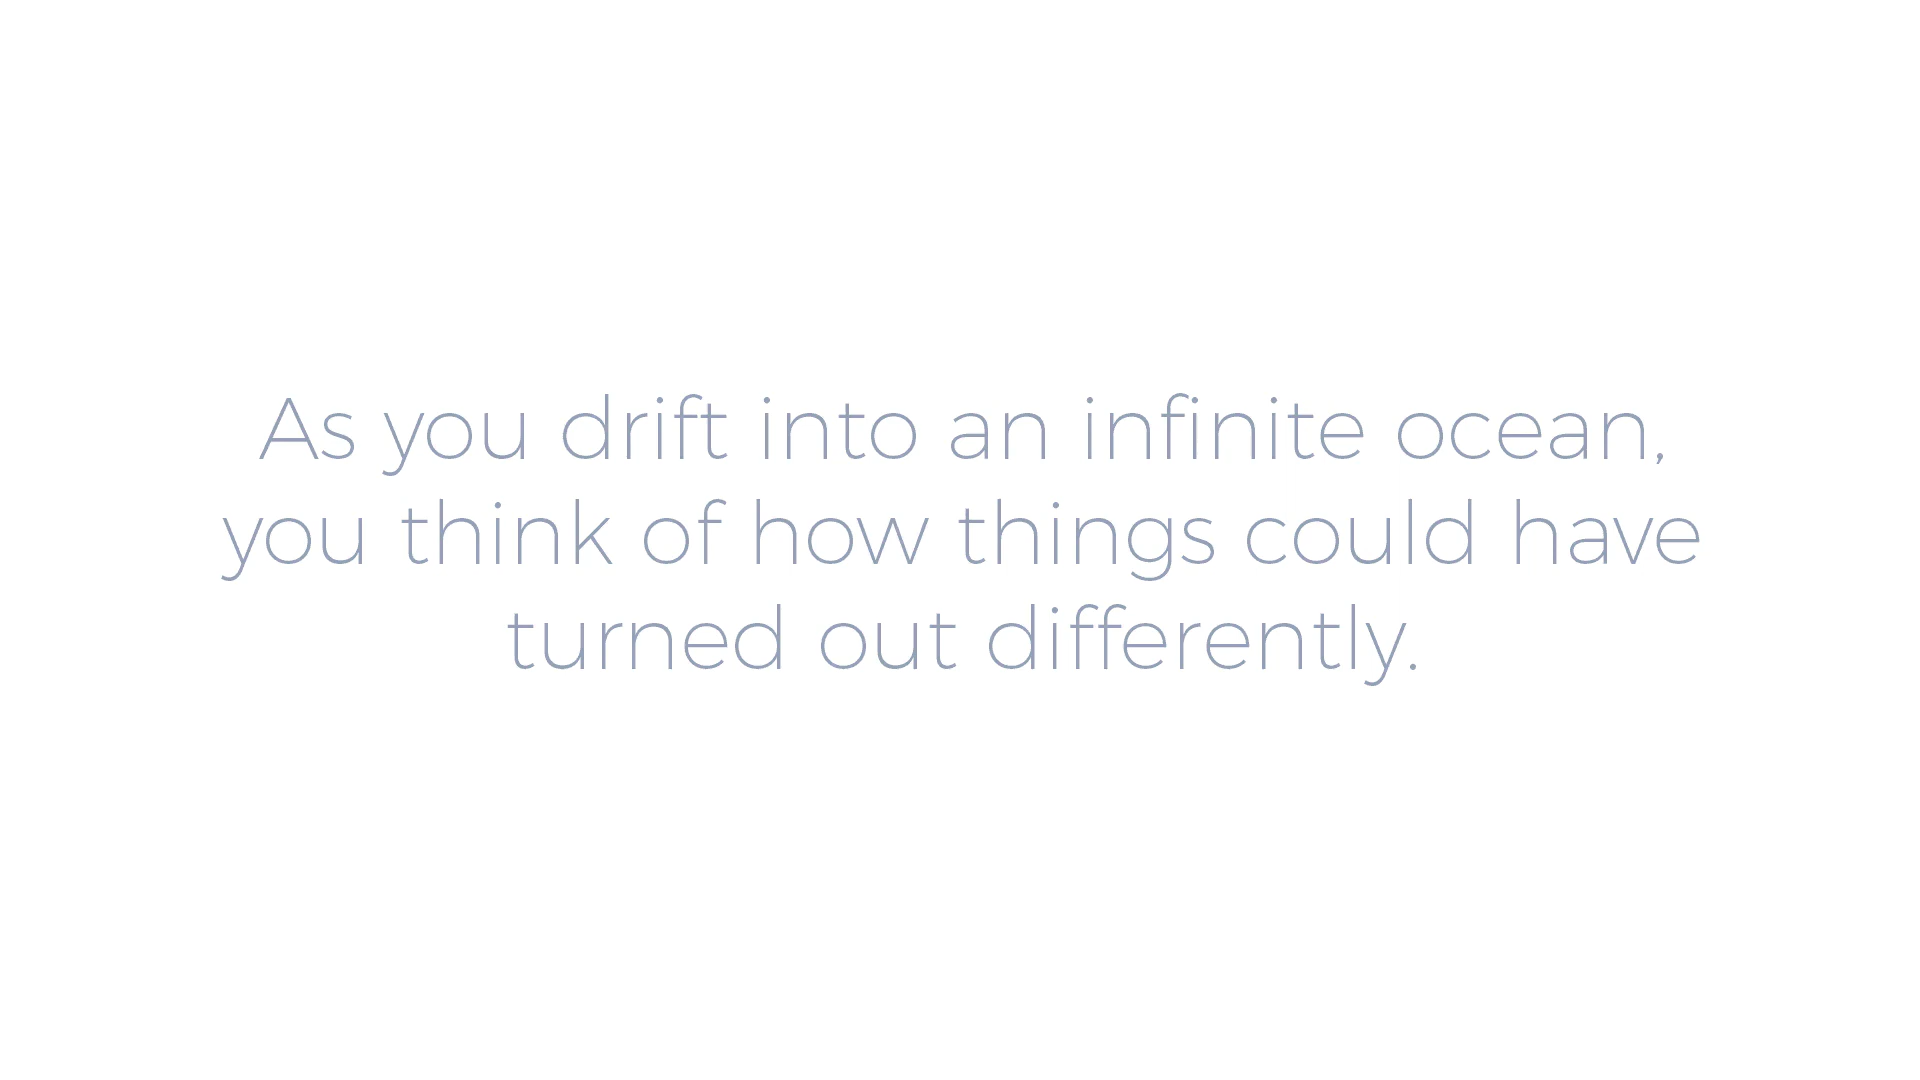 As you drift into an infinite ocean,
you think of how things could have
turned out differently.